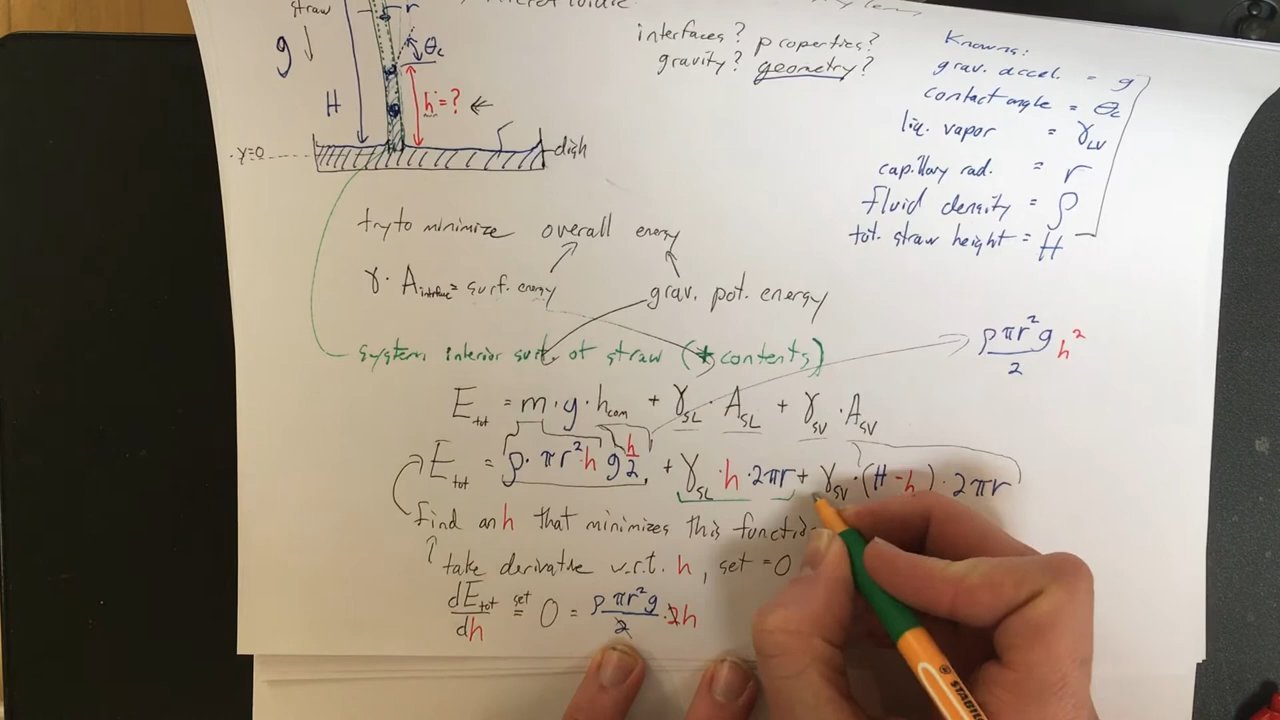 straw
r
interfaces? properties?
gravity? geometry?
Knowns:
grav. accel. = g
contact angle = θc
liq. vapor = γLV
capillary rad. = r
fluid density = ρ
tot. straw height = H
g
θc
H
h = ?
y=0
dish
try to minimize overall energy
γ · Ainterface = surf. energy
grav. pot. energy
system: interior surf. of straw (* contents)
ρπr²g/2 h²
Etot = m·g·hcom + γSL · ASL + γSV · ASV
Etot = ρ·πr²·h g h/2 + γSL · h · 2πr + γSV · (H - h) · 2πr
find an h that minimizes this
take derivative w.r.t. h, set = 0
dEtot/dh set = 0 = ρπr²g/2 · 2h
STABILO